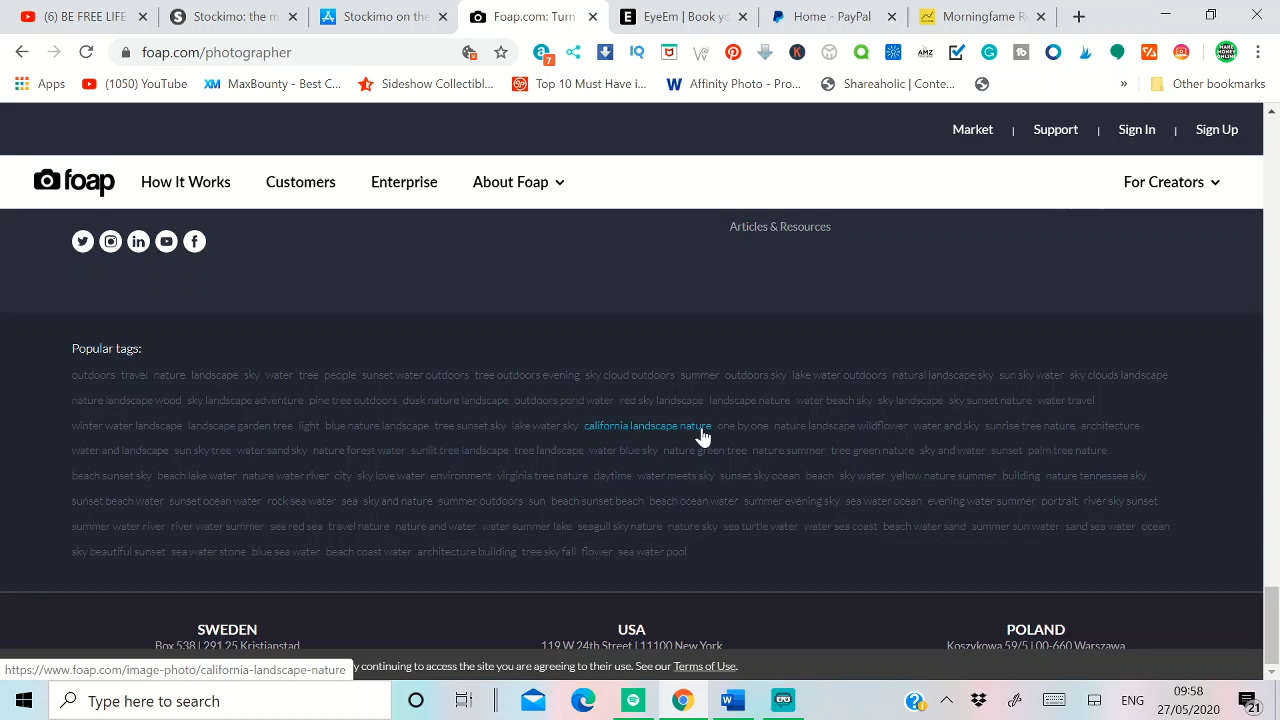 (6) FREE LIFE!
Stockimo: the
Stockimo on the
Foap.com: Turn
EyeEm | Book yo
Home - PayPal
Morningfame R
foap.com/photographer
7
IQ
AMZ
tb
Apps
(1050) YouTube
XM
MaxBounty - Best C...
Sideshow Collectibl...
Top 10 Must Have i...
W
Affinity Photo - Pro...
Shareaholic | Conte...
»
Other bookmarks
Market | Support | Sign In | Sign Up
foap
How It Works
Customers
Enterprise
About Foap
For Creators
Articles & Resources
Popular tags:
outdoors travel nature landscape sky water tree people sunset water outdoors tree outdoors evening sky cloud outdoors summer outdoors sky lake water outdoors natural landscape sky sun sky water sky clouds landscape
nature landscape wood sky landscape adventure pine tree outdoors dusk nature landscape outdoors pond water red sky landscape landscape nature water beach sky sky landscape sky sunset nature water travel
winter water landscape landscape garden tree light blue nature landscape tree sunset sky lake water sky california landscape nature one by one nature landscape wildflower water and sky sunrise tree nature architecture
water and landscape sun sky tree water sand sky nature forest water sunlit tree landscape tree landscape water blue sky nature green tree nature summer tree green nature sky and water sunset palm tree nature
beach sunset sky beach lake water nature water river city sky love water environment virginia tree nature daytime water meets sky sunset sky ocean beach sky water yellow nature summer building nature tennessee sky
sunset beach water sunset ocean water rock sea water sea sky and nature summer outdoors sun beach sunset beach beach ocean water summer evening sky sea water ocean evening water summer portrait river sky sunset
summer water river river water summer sea red sea travel nature nature and water water summer lake seagull sky nature nature sky sea turtle water water sea coast beach water sand summer sun water sand sea water ocean
sky beautiful sunset sea water stone blue sea water beach coast water architecture building tree sky fall flower sea water pool
SWEDEN
USA
POLAND
Box 538 | 291 25 Kristianstad
119 W 24th Street | 11100 New York
Koszykowa 59/5 | 00-660 Warszawa
https://www.foap.com/image-photo/california-landscape-nature
y continuing to access the site you are agreeing to their use. See our Terms of Use.
Type here to search
ENG
09:58
27/05/2020
21